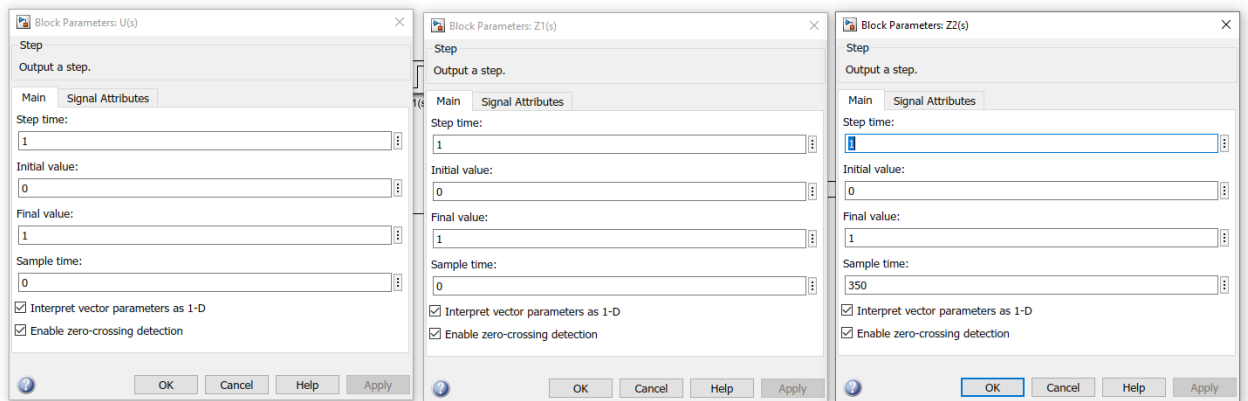 Block Parameters: U(s)
Step
Output a step.
Main Signal Attributes
Step time:
1
Initial value:
0
Final value:
1
Sample time:
0
Interpret vector parameters as 1-D
Enable zero-crossing detection
OK Cancel Help Apply
Block Parameters: Z1(s)
Step
Output a step.
Main Signal Attributes
Step time:
1
Initial value:
0
Final value:
1
Sample time:
0
Interpret vector parameters as 1-D
Enable zero-crossing detection
OK Cancel Help Apply
Block Parameters: Z2(s)
Step
Output a step.
Main Signal Attributes
Step time:
1
Initial value:
0
Final value:
1
Sample time:
350
Interpret vector parameters as 1-D
Enable zero-crossing detection
OK Cancel Help Apply